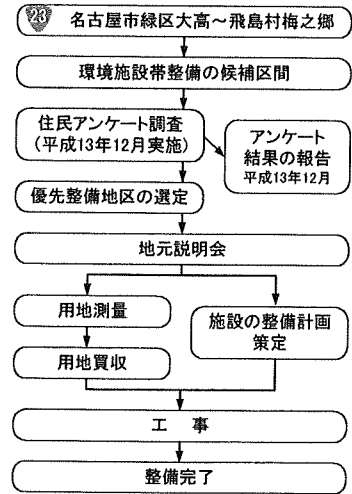 23 名古屋市緑区大高～飛島村梅之郷
環境施設帯整備の候補区間
住民アンケート調査
(平成13年12月実施)
アンケート
結果の報告
平成13年12月
優先整備地区の選定
地元説明会
用地測量
施設の整備計画
策定
用地買収
工　事
整備完了